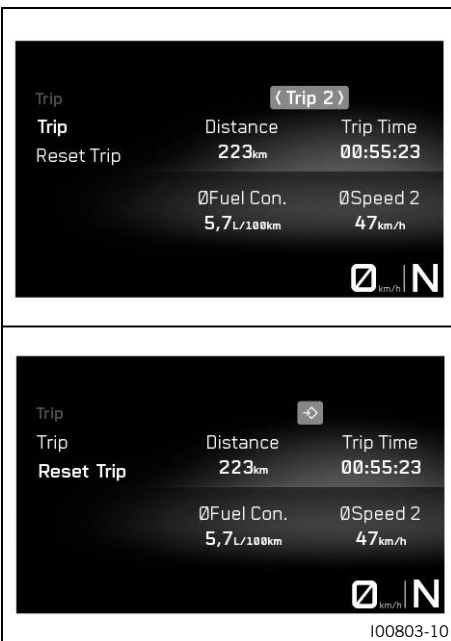 Trip
⟨Trip 2⟩
Trip Distance Trip Time
Reset Trip 223km 00:55:23
ØFuel Con. ØSpeed 2
5,7L/100km 47km/h
0km/h N
Trip
Trip Distance Trip Time
Reset Trip 223km 00:55:23
ØFuel Con. ØSpeed 2
5,7L/100km 47km/h
0km/h N
I00803-10